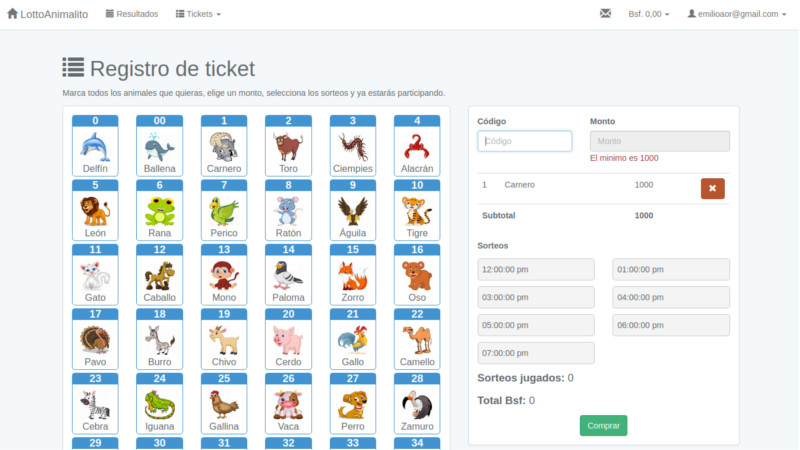 LottoAnimalito Resultados Tickets Bsf. 0,00 emilioaor@gmail.com
Registro de ticket
Marca todos los animales que quieras, elige un monto, selecciona los sorteos y ya estarás participando.
0 00 1 2 3 4
Delfín Ballena Carnero Toro Ciempies Alacrán
5 6 7 8 9 10
León Rana Perico Ratón Águila Tigre
11 12 13 14 15 16
Gato Caballo Mono Paloma Zorro Oso
17 18 19 20 21 22
Pavo Burro Chivo Cerdo Gallo Camello
23 24 25 26 27 28
Cebra Iguana Gallina Vaca Perro Zamuro
29 30 31 32 33 34
Código Monto
Código Monto
El minimo es 1000
1 Carnero 1000
Subtotal 1000
Sorteos
12:00:00 pm 01:00:00 pm
03:00:00 pm 04:00:00 pm
05:00:00 pm 06:00:00 pm
07:00:00 pm
Sorteos jugados: 0
Total Bsf: 0
Comprar